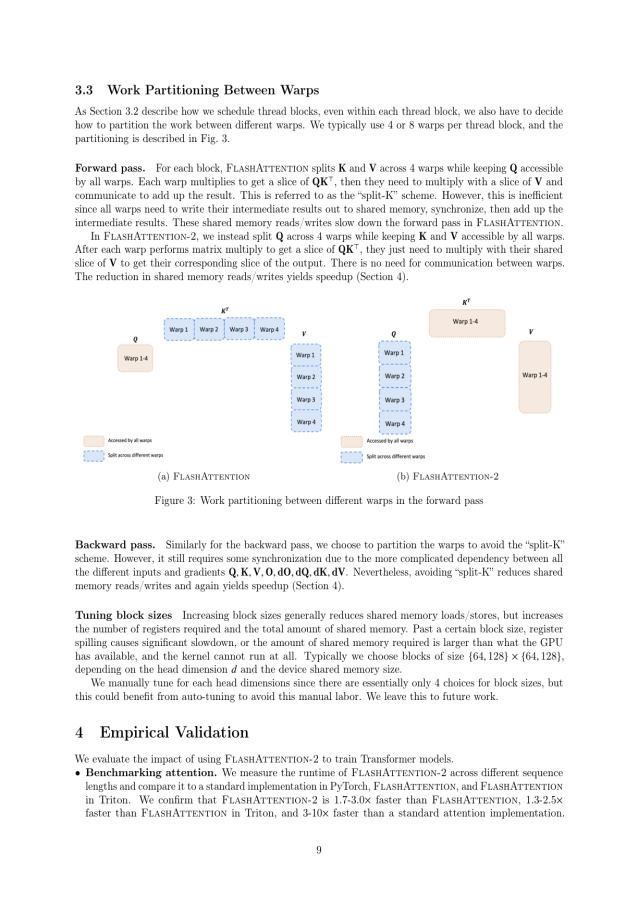 3.3 Work Partitioning Between Warps
As Section 3.2 describe how we schedule thread blocks, even within each thread block, we also have to decide
how to partition the work between different warps. We typically use 4 or 8 warps per thread block, and the
partitioning is described in Fig. 3.
Forward pass. For each block, FlashAttention splits K and V across 4 warps while keeping Q accessible
by all warps. Each warp multiplies to get a slice of QK⊤, then they need to multiply with a slice of V and
communicate to add up the result. This is referred to as the “split-K” scheme. However, this is inefficient
since all warps need to write their intermediate results out to shared memory, synchronize, then add up the
intermediate results. These shared memory reads/writes slow down the forward pass in FlashAttention.
In FlashAttention-2, we instead split Q across 4 warps while keeping K and V accessible by all warps.
After each warp performs matrix multiply to get a slice of QK⊤, they just need to multiply with their shared
slice of V to get their corresponding slice of the output. There is no need for communication between warps.
The reduction in shared memory reads/writes yields speedup (Section 4).
K^T
Warp 1 Warp 2 Warp 3 Warp 4
Q
Warp 1-4
V
Warp 1
Warp 2
Warp 3
Warp 4
Accessed by all warps
Split across different warps
(a) FlashAttention
K^T
Warp 1-4
Q
Warp 1
Warp 2
Warp 3
Warp 4
V
Warp 1-4
Accessed by all warps
Split across different warps
(b) FlashAttention-2
Figure 3: Work partitioning between different warps in the forward pass
Backward pass. Similarly for the backward pass, we choose to partition the warps to avoid the “split-K”
scheme. However, it still requires some synchronization due to the more complicated dependency between all
the different inputs and gradients Q, K, V, O, dO, dQ, dK, dV. Nevertheless, avoiding “split-K” reduces shared
memory reads/writes and again yields speedup (Section 4).
Tuning block sizes Increasing block sizes generally reduces shared memory loads/stores, but increases
the number of registers required and the total amount of shared memory. Past a certain block size, register
spilling causes significant slowdown, or the amount of shared memory required is larger than what the GPU
has available, and the kernel cannot run at all. Typically we choose blocks of size {64, 128} × {64, 128},
depending on the head dimension d and the device shared memory size.
We manually tune for each head dimensions since there are essentially only 4 choices for block sizes, but
this could benefit from auto-tuning to avoid this manual labor. We leave this to future work.
4 Empirical Validation
We evaluate the impact of using FlashAttention-2 to train Transformer models.
• Benchmarking attention. We measure the runtime of FlashAttention-2 across different sequence
lengths and compare it to a standard implementation in PyTorch, FlashAttention, and FlashAttention
in Triton. We confirm that FlashAttention-2 is 1.7-3.0× faster than FlashAttention, 1.3-2.5×
faster than FlashAttention in Triton, and 3-10× faster than a standard attention implementation.
9